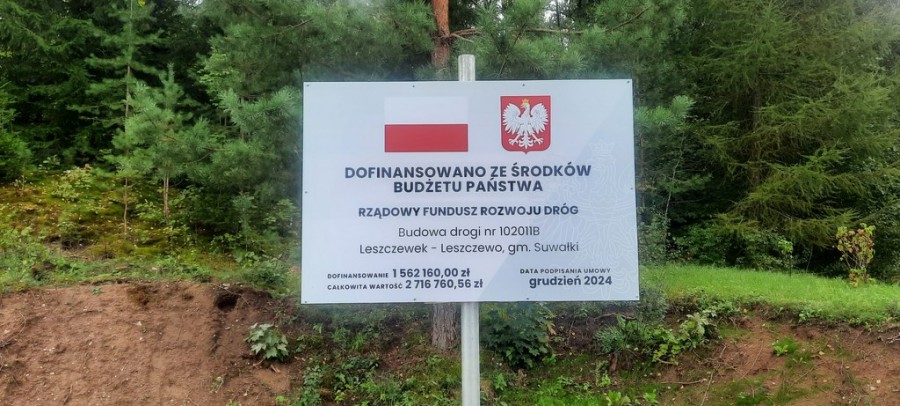 DOFINANSOWANO ZE ŚRODKÓW
BUDŻETU PAŃSTWA
RZĄDOWY FUNDUSZ ROZWOJU DRÓG
Budowa drogi nr 102011B
Leszczewek - Leszczewo, gm. Suwałki
DOFINANSOWANIE 1 562 160,00 zł
CAŁKOWITA WARTOŚĆ 2 716 760,56 zł
DATA PODPISANIA UMOWY
grudzień 2024